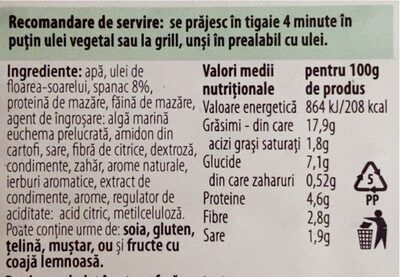 Recomandare de servire: se prăjesc în tigaie 4 minute în
puțin ulei vegetal sau la grill, unși în prealabil cu ulei.
Ingrediente: apă, ulei de
floarea-soarelui, spanac 8%,
proteină de mazăre, făină de mazăre,
agent de îngroșare: algă marină
euchema prelucrată, amidon din
cartofi, sare, fibră de citrice, dextroză,
condimente, zahăr, arome naturale,
ierburi aromatice, extract de
condimente, arome, regulator de
aciditate: acid citric, metilceluloză.
Poate conține urme de: soia, gluten,
țelină, muștar, ou și fructe cu
coajă lemnoasă.
Valori medii pentru 100g
nutriționale de produs
Valoare energetică 864 kJ/208 kcal
Grăsimi - din care 17,9g
acizi grași saturați 1,8g
Glucide 7,1g
din care zaharuri 0,52g
Proteine 4,6g
Fibre 2,8g
Sare 1,9g
5
PP